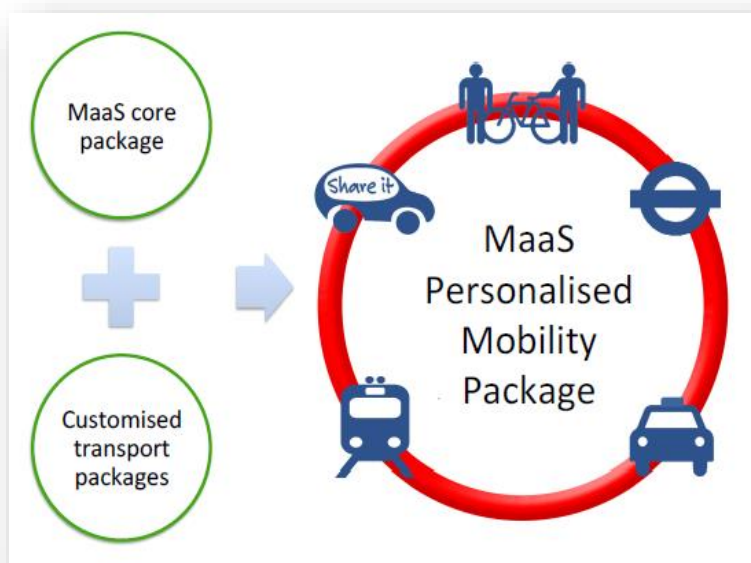 MaaS core
package
Customised
transport
packages
Share it
MaaS
Personalised
Mobility
Package